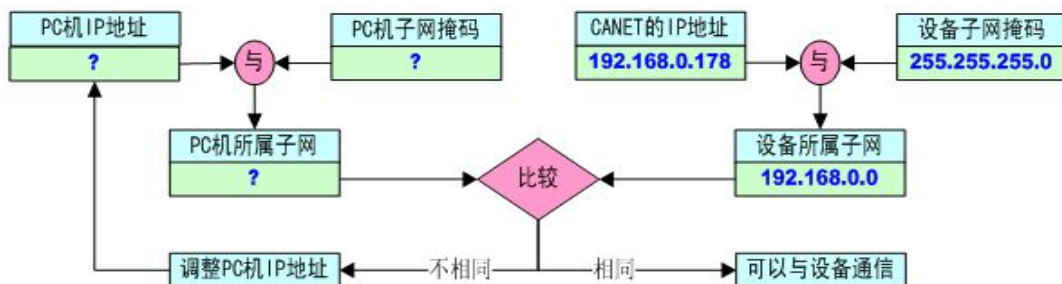 PC机IP地址
?
与
PC机子网掩码
?
CANET的IP地址
192.168.0.178
与
设备子网掩码
255.255.255.0
PC机所属子网
?
比较
设备所属子网
192.168.0.0
调整PC机IP地址
不相同
相同
可以与设备通信